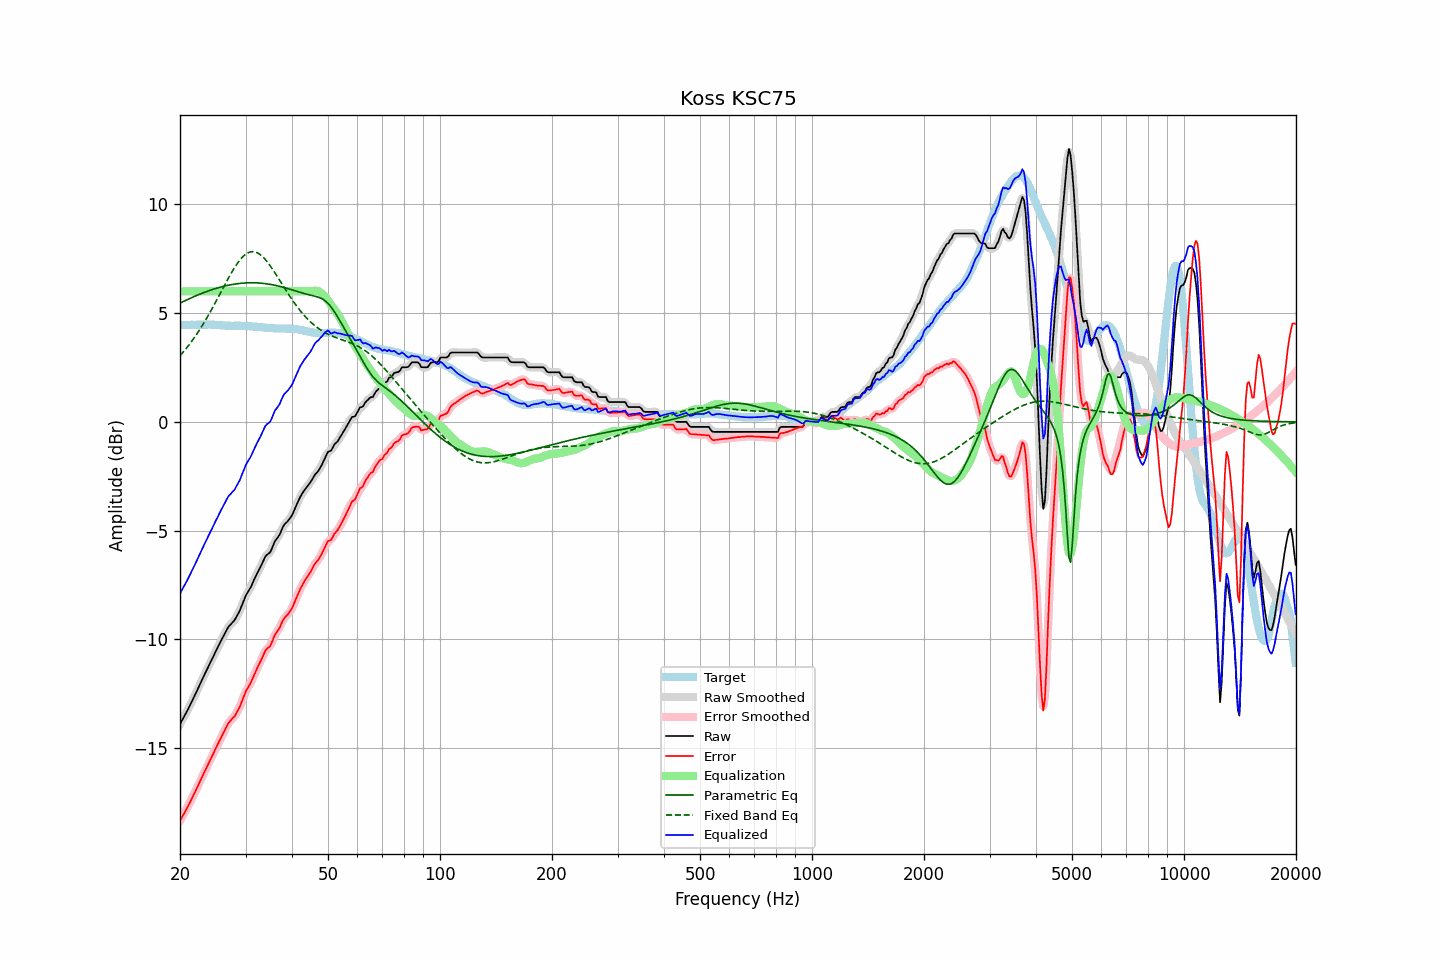 Koss KSC75
10
5
0
−5
−10
−15
Amplitude (dBr)
20
50
100
200
500
1000
2000
5000
10000
20000
Frequency (Hz)
Target
Raw Smoothed
Error Smoothed
Raw
Error
Equalization
Parametric Eq
Fixed Band Eq
Equalized